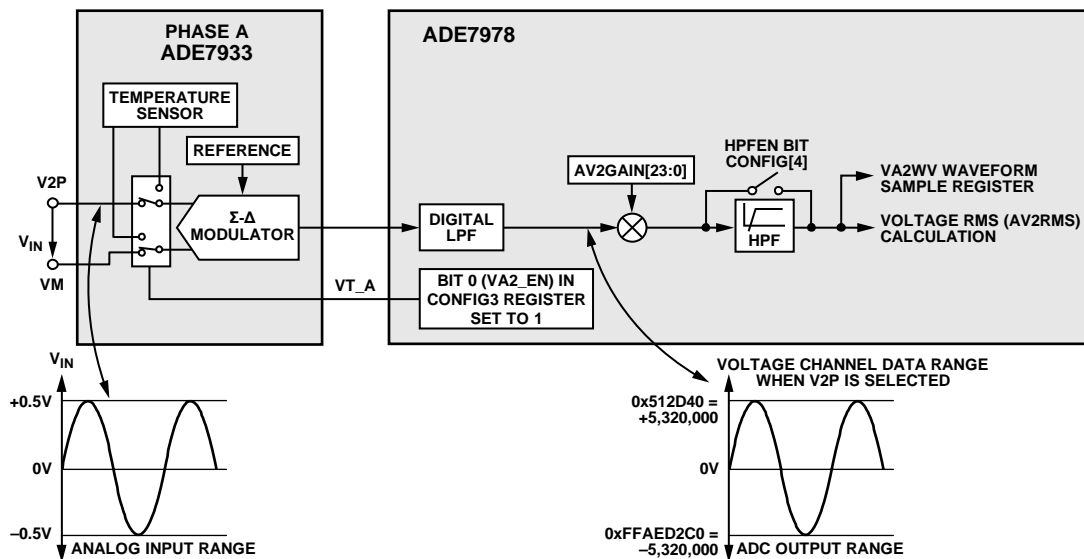 PHASE A
ADE7933
ADE7978
TEMPERATURE
SENSOR
REFERENCE
HPFEN BIT
CONFIG[4]
V2P
AV2GAIN[23:0]
VA2WV WAVEFORM
SAMPLE REGISTER
Σ-Δ
MODULATOR
DIGITAL
LPF
HPF
VOLTAGE RMS (AV2RMS)
CALCULATION
VIN
VM
VT_A
BIT 0 (VA2_EN) IN
CONFIG3 REGISTER
SET TO 1
VIN
VOLTAGE CHANNEL DATA RANGE
WHEN V2P IS SELECTED
+0.5V
0x512D40 =
+5,320,000
0V
0V
–0.5V
ANALOG INPUT RANGE
0xFFAED2C0 =
–5,320,000
ADC OUTPUT RANGE